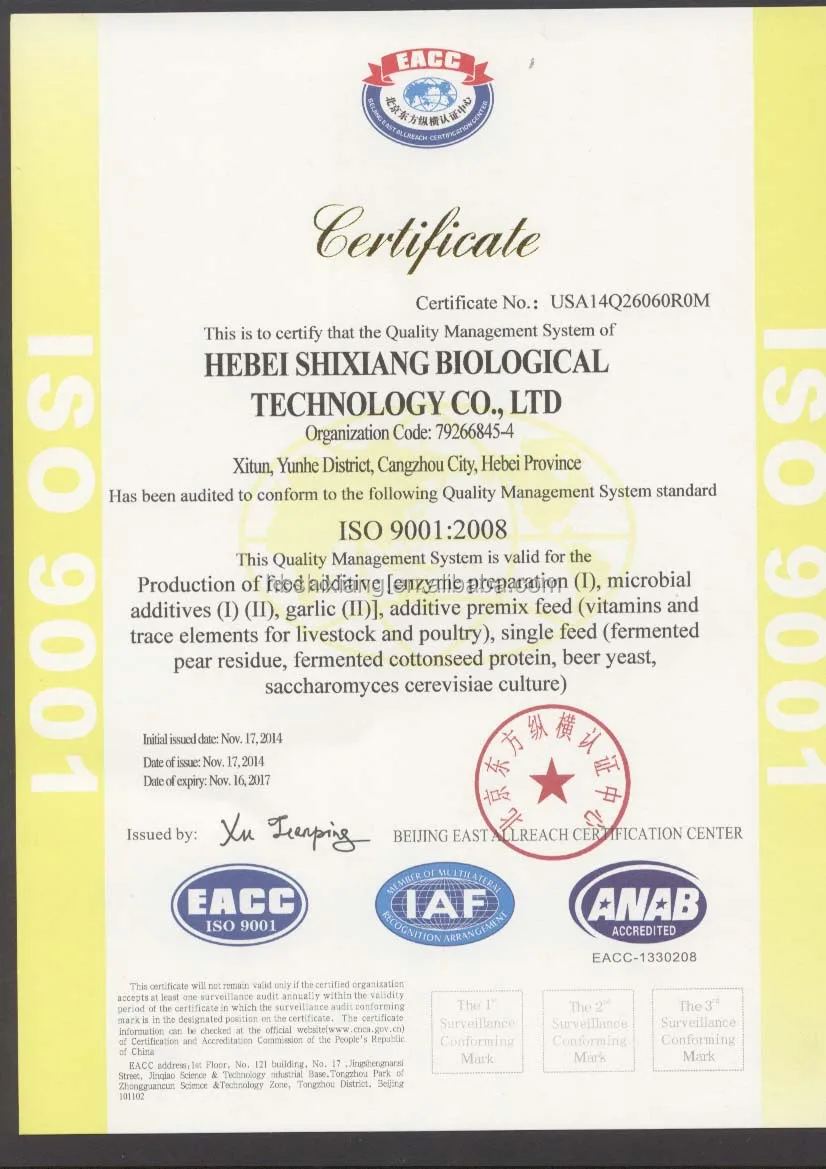 EACC
北京东方纵横认证中心
BEIJING EAST ALLREACH CERTIFICATION CENTER
Certificate
Certificate No.: USA14Q26060R0M
This is to certify that the Quality Management System of
HEBEI SHIXIANG BIOLOGICAL
TECHNOLOGY CO., LTD
Organization Code: 79266845-4
Xitun, Yunhe District, Cangzhou City, Hebei Province
Has been audited to conform to the following Quality Management System standard
ISO 9001:2008
This Quality Management System is valid for the
Production of feed additive [enzyme preparation (I), microbial
additives (I) (II), garlic (II)], additive premix feed (vitamins and
trace elements for livestock and poultry), single feed (fermented
pear residue, fermented cottonseed protein, beer yeast,
saccharomyces cerevisiae culture)
hbshixiang.en.alibaba.com
ISO 9001
ISO 9001
Initial issued date: Nov. 17, 2014
Date of issue: Nov. 17, 2014
Date of expiry: Nov. 16, 2017
北京东方纵横认证中心
Issued by: Xu Tianping BEIJING EAST ALLREACH CERTIFICATION CENTER
EACC
ISO 9001
MEMBER OF MULTILATERAL
IAF
RECOGNITION ARRANGEMENT
ANAB
ACCREDITED
EACC-1330208
This certificate will not remain valid only if the certified organization
accepts at least one surveillance audit annually within the validity
period of the certificate in which the surveillance audit conforming
mark is in the designated position on the certificate. The certificate
information can be checked at the official website(www.cnca.gov.cn)
of Certification and Accreditation Commission of the People's Republic
of China
EACC address:1st Floor, No. 121 building, No. 17 .Jingshengnansi
Street, Jinqiao Science & Technology ndustrial Base.Tongzhou Park of
Zhongguancun Science &Technology Zone, Tongzhou District, Beijing
101102
The 1st
Surveillance
Conforming
Mark
The 2nd
Surveillance
Conforming
Mark
The 3rd
Surveillance
Conforming
Mark